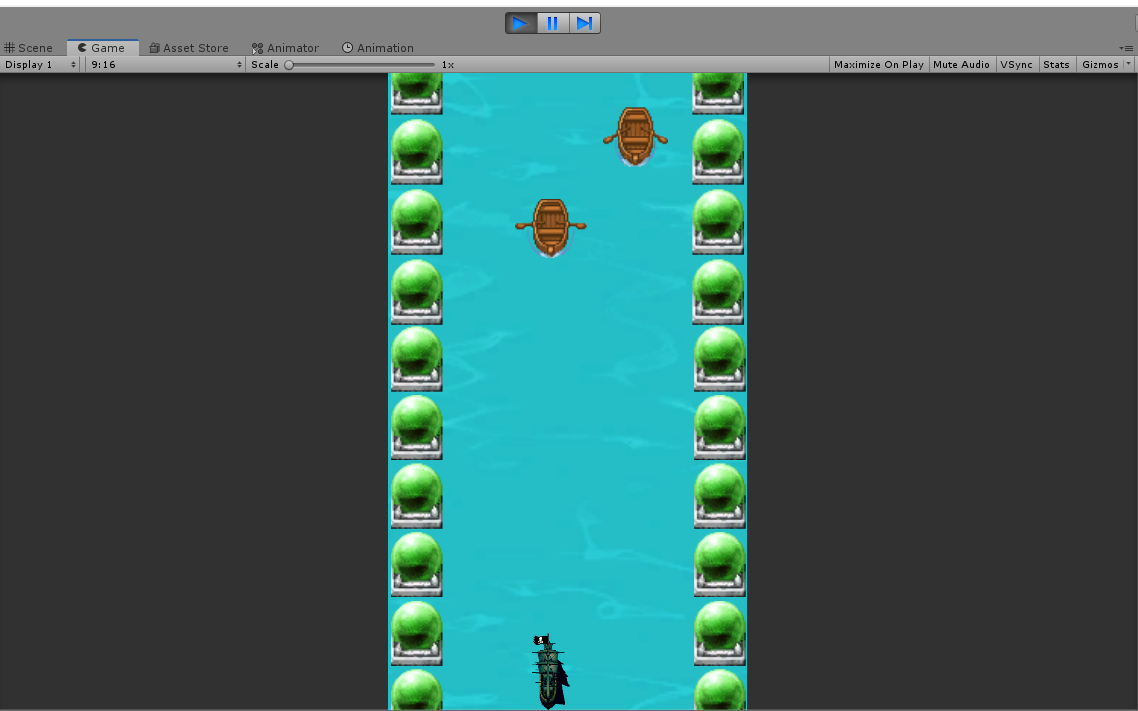 Scene Game Asset Store Animator Animation
Display 1 9:16 Scale 1x Maximize On Play Mute Audio VSync Stats Gizmos